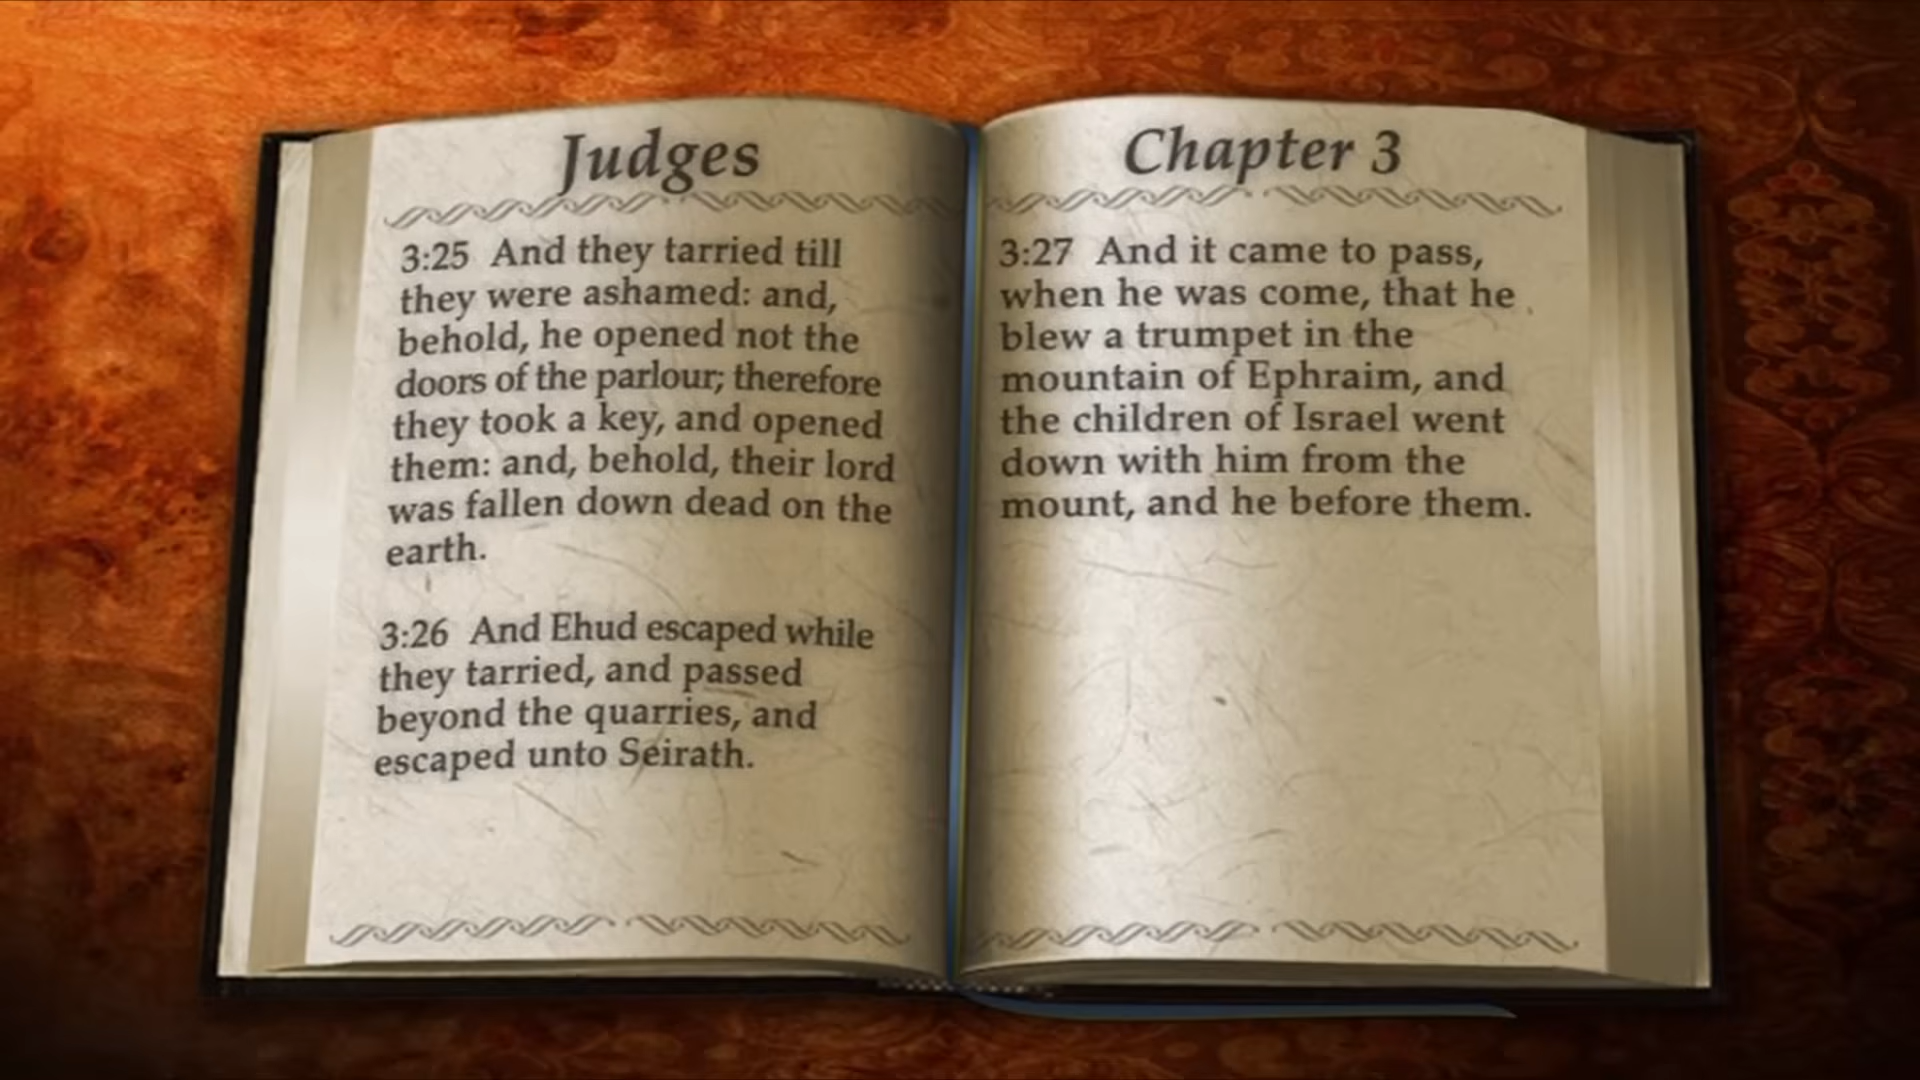 Judges
3:25 And they tarried till
they were ashamed: and,
behold, he opened not the
doors of the parlour; therefore
they took a key, and opened
them: and, behold, their lord
was fallen down dead on the
earth.
3:26 And Ehud escaped while
they tarried, and passed
beyond the quarries, and
escaped unto Seirath.
Chapter 3
3:27 And it came to pass,
when he was come, that he
blew a trumpet in the
mountain of Ephraim, and
the children of Israel went
down with him from the
mount, and he before them.